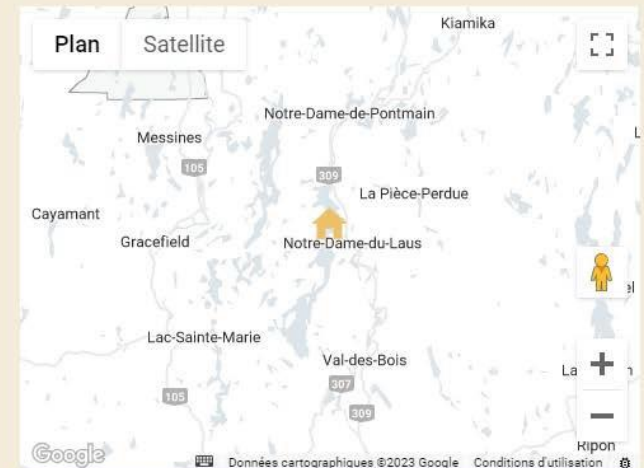 Plan Satellite
Kiamika
Notre-Dame-de-Pontmain
Messines
105
309
La Pièce-Perdue
Cayamant
Gracefield
Notre-Dame-du-Laus
Lac-Sainte-Marie
Val-des-Bois
307
105
309
Ripon
Google
Données cartographiques ©2023 Google Conditions d'utilisation